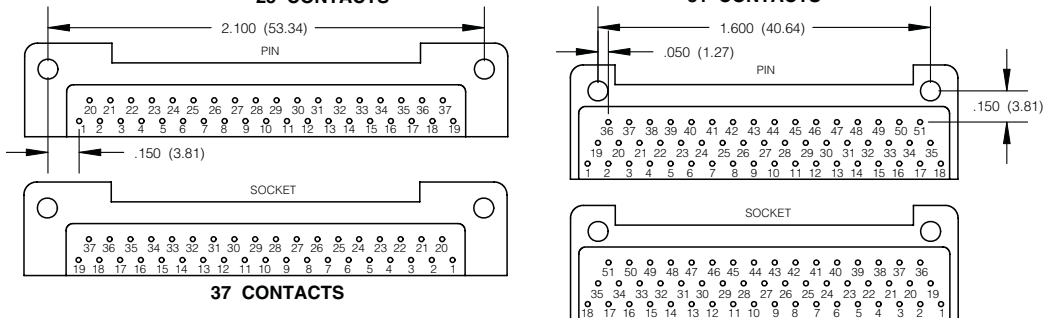 2.100 (53.34)
PIN
20 21 22 23 24 25 26 27 28 29 30 31 32 33 34 35 36 37
1 2 3 4 5 6 7 8 9 10 11 12 13 14 15 16 17 18 19
.150 (3.81)
SOCKET
37 36 35 34 33 32 31 30 29 28 27 26 25 24 23 22 21 20
19 18 17 16 15 14 13 12 11 10 9 8 7 6 5 4 3 2 1
37 CONTACTS
1.600 (40.64)
.050 (1.27)
PIN
.150 (3.81)
36 37 38 39 40 41 42 43 44 45 46 47 48 49 50 51
19 20 21 22 23 24 25 26 27 28 29 30 31 32 33 34 35
1 2 3 4 5 6 7 8 9 10 11 12 13 14 15 16 17 18
SOCKET
51 50 49 48 47 46 45 44 43 42 41 40 39 38 37 36
35 34 33 32 31 30 29 28 27 26 25 24 23 22 21 20 19
18 17 16 15 14 13 12 11 10 9 8 7 6 5 4 3 2 1